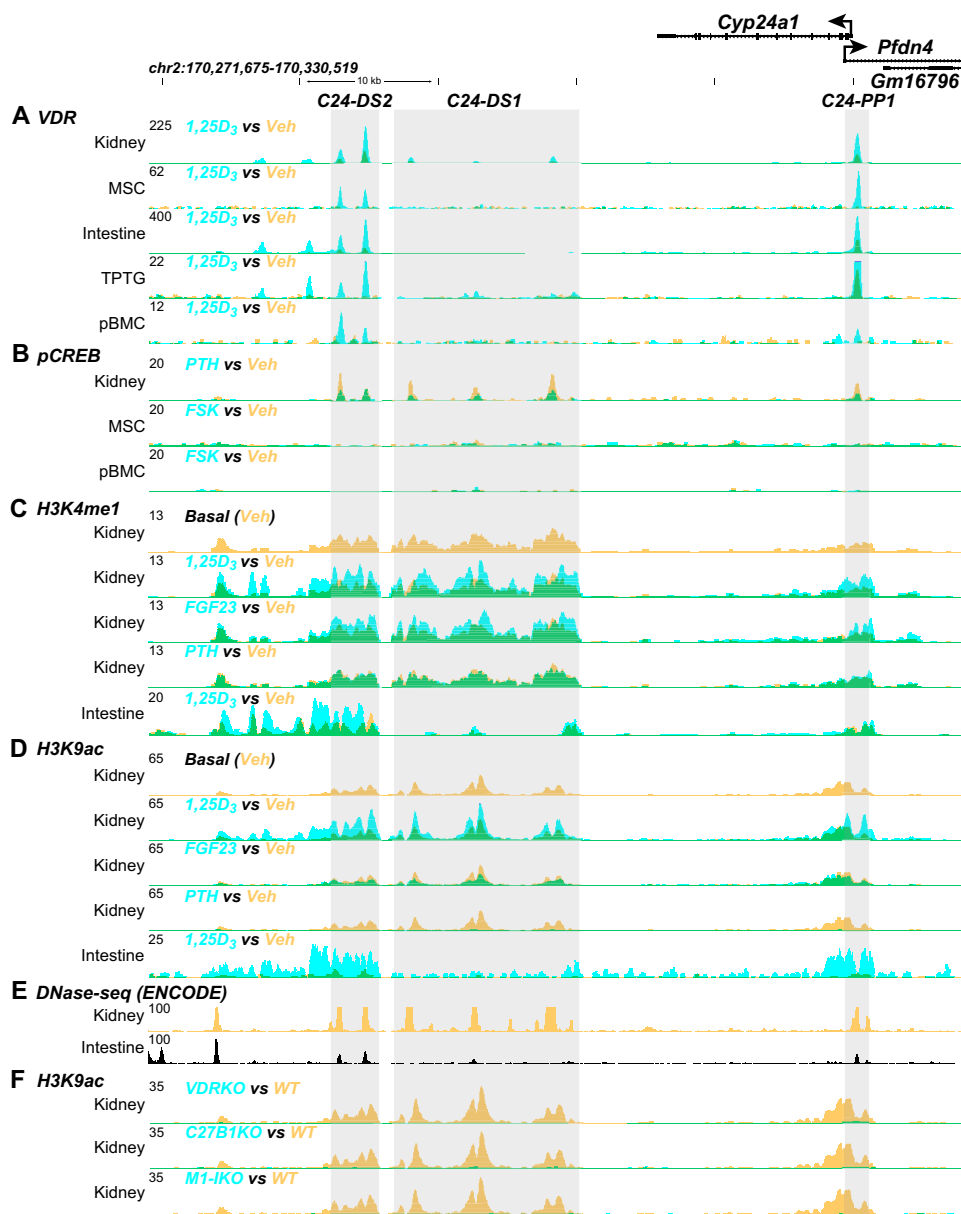 Cyp24a1
Pfdn4
chr2:170,271,675-170,330,519
10 kb
Gm16796
C24-DS2 C24-DS1 C24-PP1
A VDR
225 1,25D3 vs Veh
Kidney
62 1,25D3 vs Veh
MSC
400 1,25D3 vs Veh
Intestine
22 1,25D3 vs Veh
TPTG
12 1,25D3 vs Veh
pBMC
B pCREB
20 PTH vs Veh
Kidney
20 FSK vs Veh
MSC
20 FSK vs Veh
pBMC
C H3K4me1
13 Basal (Veh)
Kidney
13 1,25D3 vs Veh
Kidney
13 FGF23 vs Veh
Kidney
13 PTH vs Veh
Kidney
20 1,25D3 vs Veh
Intestine
D H3K9ac
65 Basal (Veh)
Kidney
65 1,25D3 vs Veh
Kidney
65 FGF23 vs Veh
Kidney
65 PTH vs Veh
Kidney
25 1,25D3 vs Veh
Intestine
E DNase-seq (ENCODE)
Kidney 100
Intestine 100
F H3K9ac
35 VDRKO vs WT
Kidney
35 C27B1KO vs WT
Kidney
35 M1-IKO vs WT
Kidney